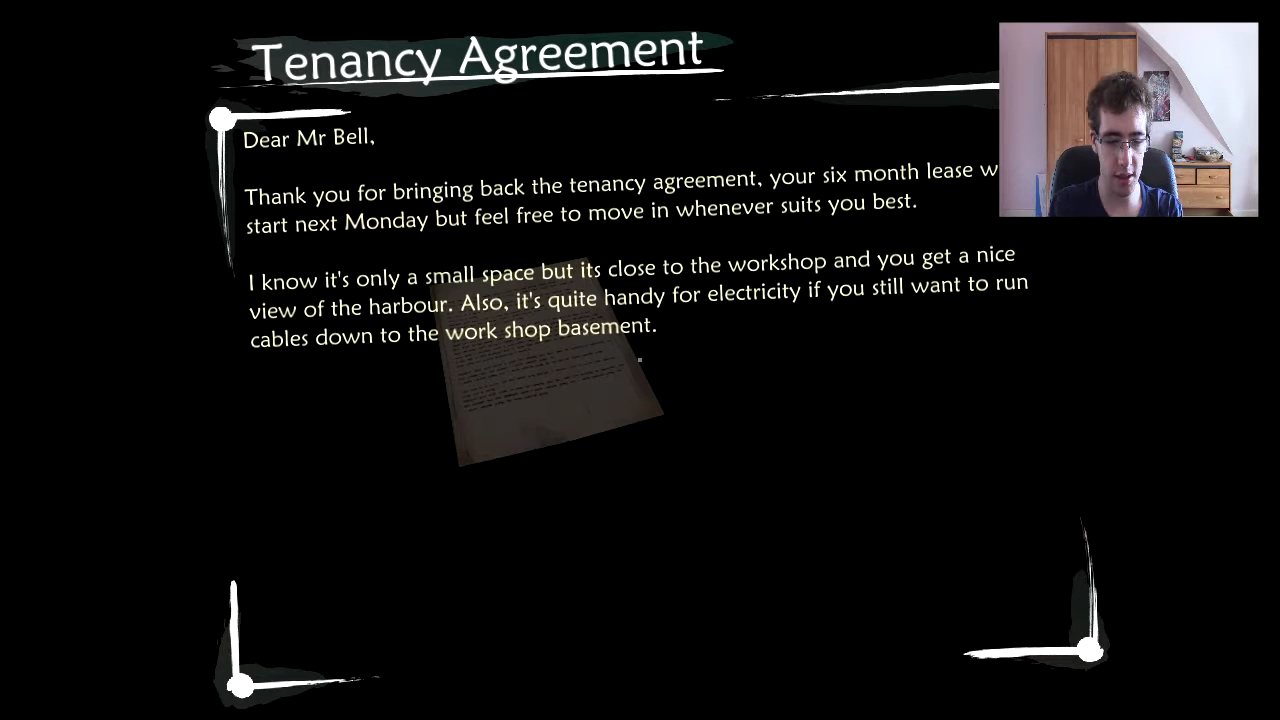 Tenancy Agreement
Dear Mr Bell,
Thank you for bringing back the tenancy agreement, your six month lease
start next Monday but feel free to move in whenever suits you best.
I know it's only a small space but its close to the workshop and you get a nice
view of the harbour. Also, it's quite handy for electricity if you still want to run
cables down to the work shop basement.